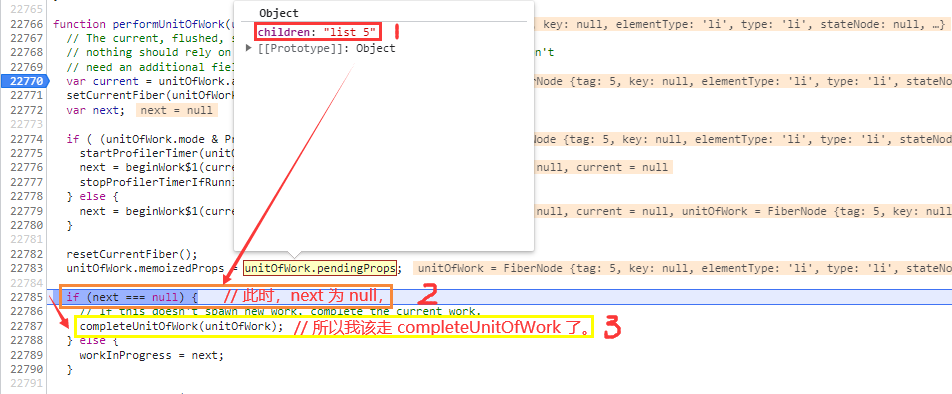 22765
22766
22767 function performUnitOfWork(u , key: null, elementType: 'li', type: 'li', stateNode: null, …}
22768 // The current, flushed, s
22768 // nothing should rely on n't
22769 // need an additional fiel
22770 var current = unitOfWork.a berNode {tag: 5, key: null, elementType: 'li', type: 'li', stateNo
22771 setCurrentFiber(unitOfWork
22772 var next; next = null
22773
22774 if ( (unitOfWork.mode & Pr Node {tag: 5, key: null, elementType: 'li', type: 'li', stateNode:
22775 startProfilerTimer(unitO
22776 next = beginWork$1(curre null, current = null
22777 stopProfilerTimerIfRunni
22778 } else {
22779 next = beginWork$1(curre null, current = null, unitOfWork = FiberNode {tag: 5, key: null
22780 }
22781
22782 resetCurrentFiber();
22783 unitOfWork.memoizedProps = unitOfWork.pendingProps; unitOfWork = FiberNode {tag: 5, key: null, elementType: 'li', type: 'li', sta
22784
22785 if (next === null) { // 此时，next 为 null， 2
22786 // If this doesn't spawn new work, complete the current work.
22787 completeUnitOfWork(unitOfWork); // 所以我该走 completeUnitOfWork 了。 3
22788 } else {
22789 workInProgress = next;
22790 }
22791
Object
children: "list 5" 1
[[Prototype]]: Object